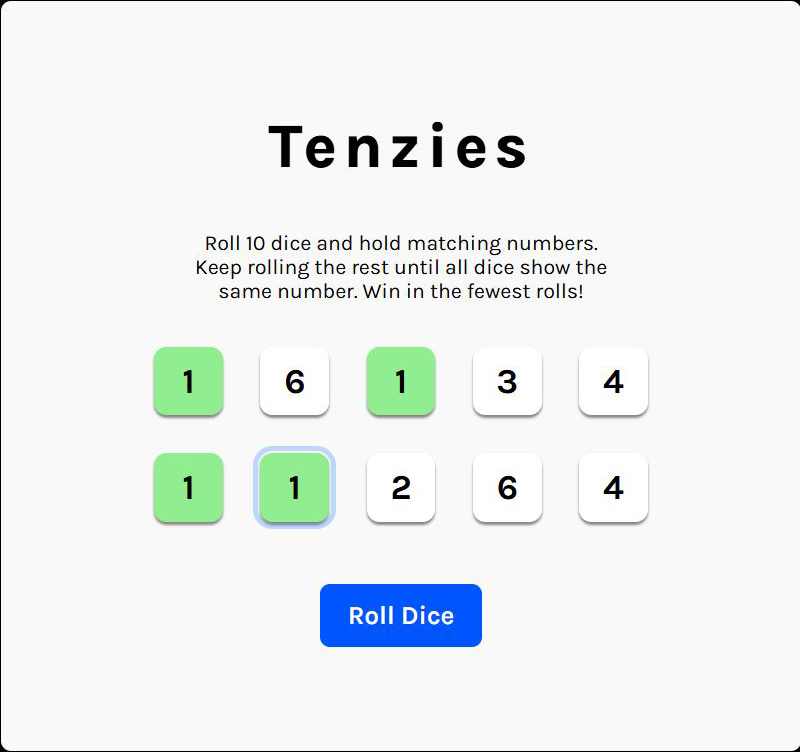 Tenzies
Roll 10 dice and hold matching numbers.
Keep rolling the rest until all dice show the
same number. Win in the fewest rolls!
1 6 1 3 4
1 1 2 6 4
Roll Dice